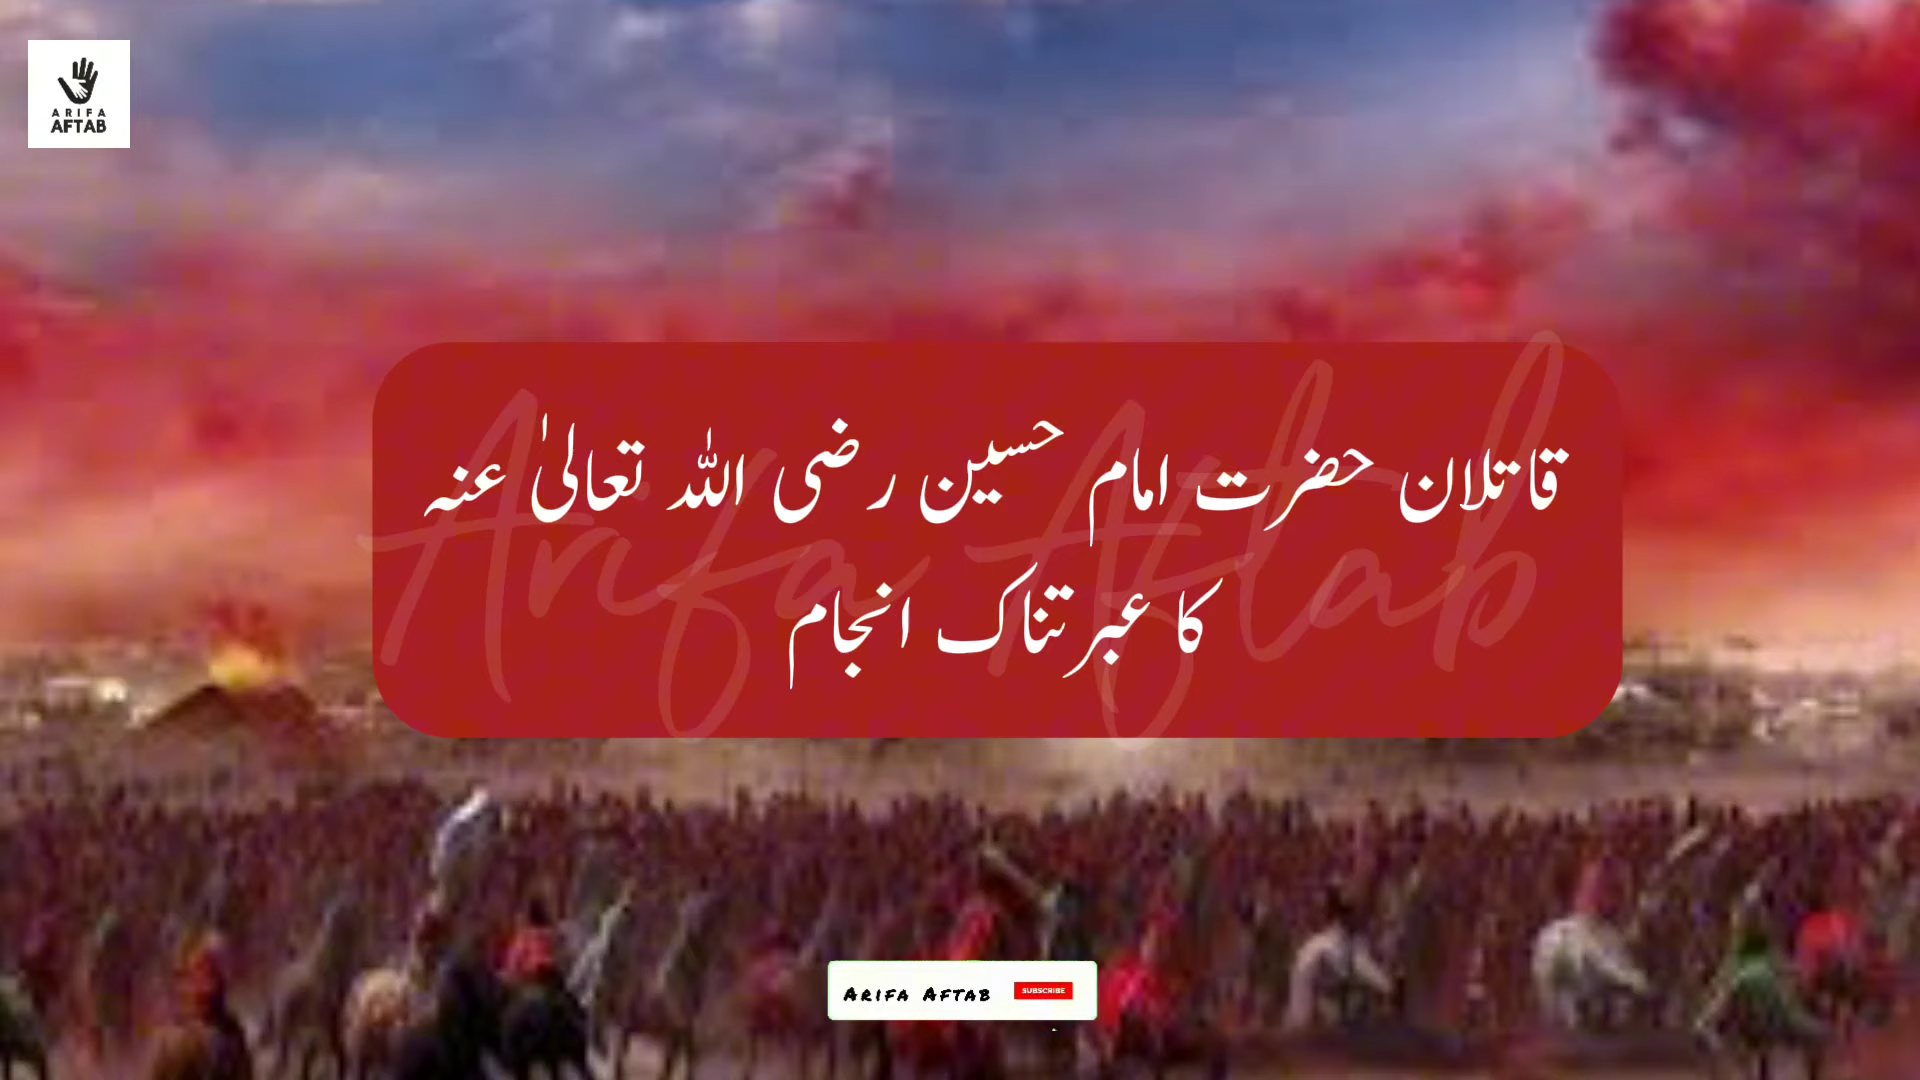 ARIFA
AFTAB
قاتلان حضرت امام حسین رضی اللہ تعالیٰ عنہ
کا عبرتناک انجام
Arifa Aftab
ARIFA AFTAB
SUBSCRIBE